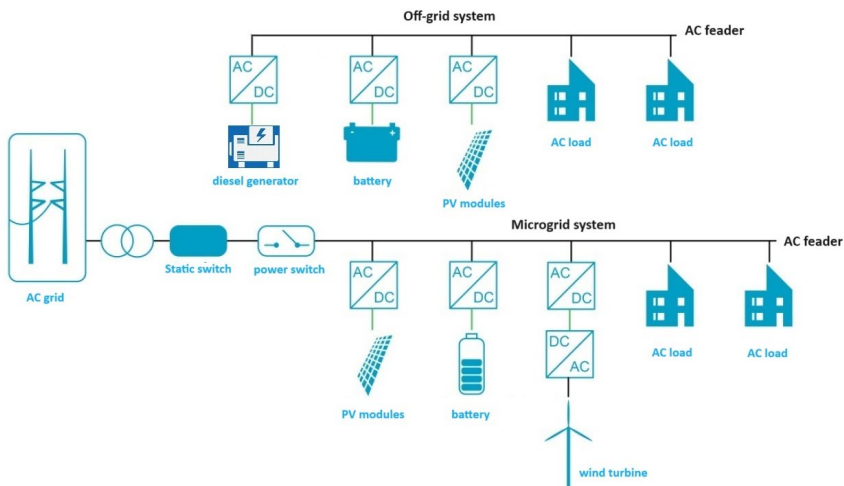 Off-grid system
AC feader
AC DC
AC DC
AC DC
diesel generator
battery
PV modules
AC load
AC load
Microgrid system
AC feader
AC grid
Static switch
power switch
AC DC
AC DC
AC DC
DC AC
PV modules
battery
wind turbine
AC load
AC load